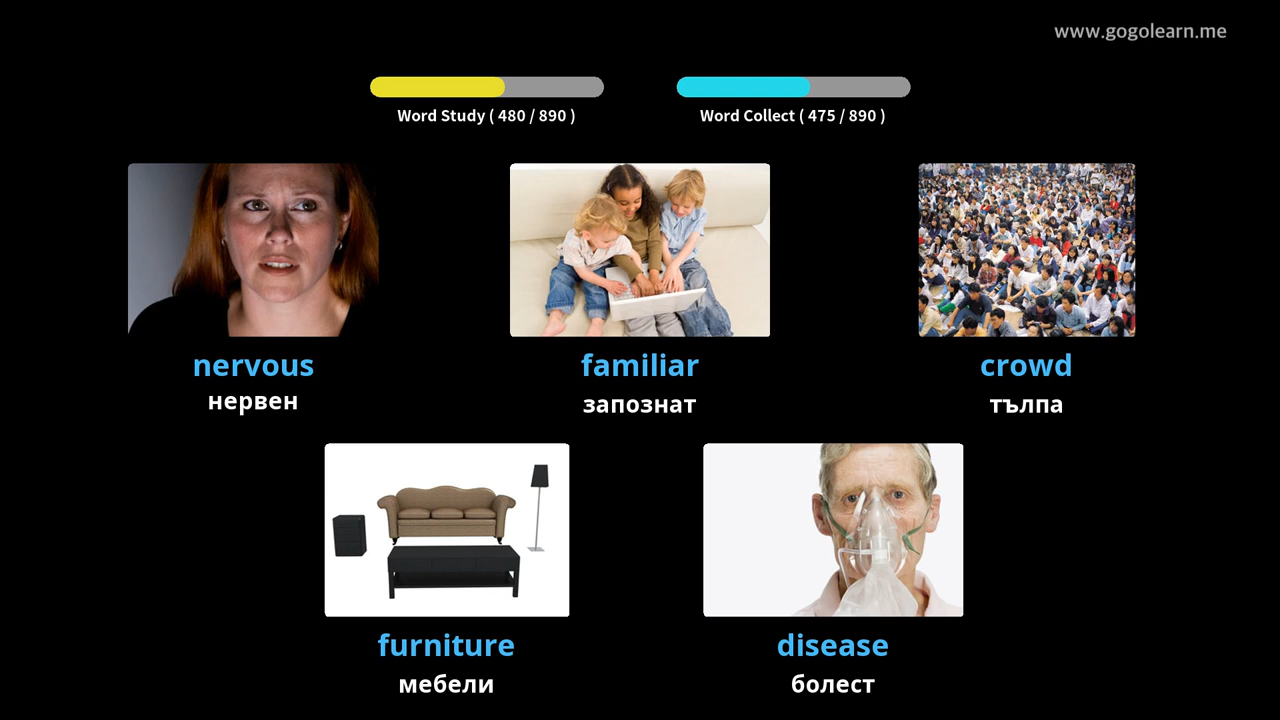 www.gogolearn.me
Word Study ( 480 / 890 )
Word Collect ( 475 / 890 )
nervous
нервен
familiar
запознат
crowd
тълпа
furniture
мебели
disease
болест